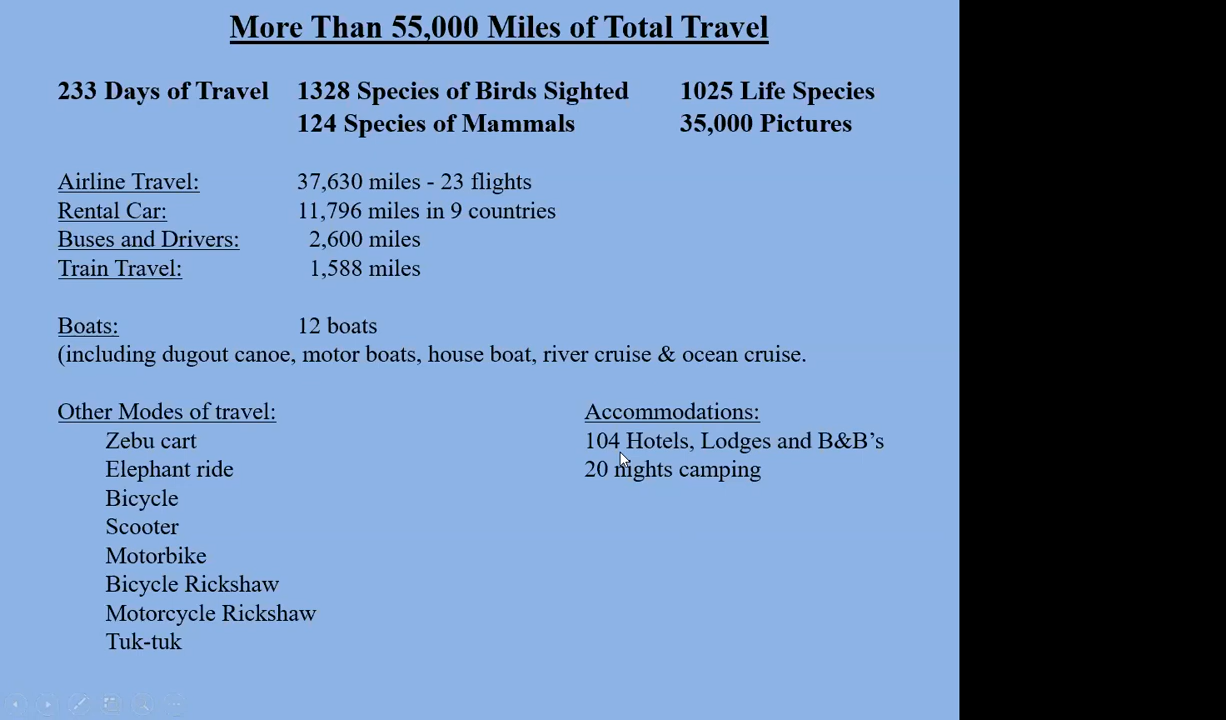 More Than 55,000 Miles of Total Travel
233 Days of Travel 1328 Species of Birds Sighted 1025 Life Species
124 Species of Mammals 35,000 Pictures
Airline Travel: 37,630 miles - 23 flights
Rental Car: 11,796 miles in 9 countries
Buses and Drivers: 2,600 miles
Train Travel: 1,588 miles
Boats: 12 boats
(including dugout canoe, motor boats, house boat, river cruise & ocean cruise.
Other Modes of travel: Accommodations:
Zebu cart 104 Hotels, Lodges and B&B’s
Elephant ride 20 nights camping
Bicycle
Scooter
Motorbike
Bicycle Rickshaw
Motorcycle Rickshaw
Tuk-tuk